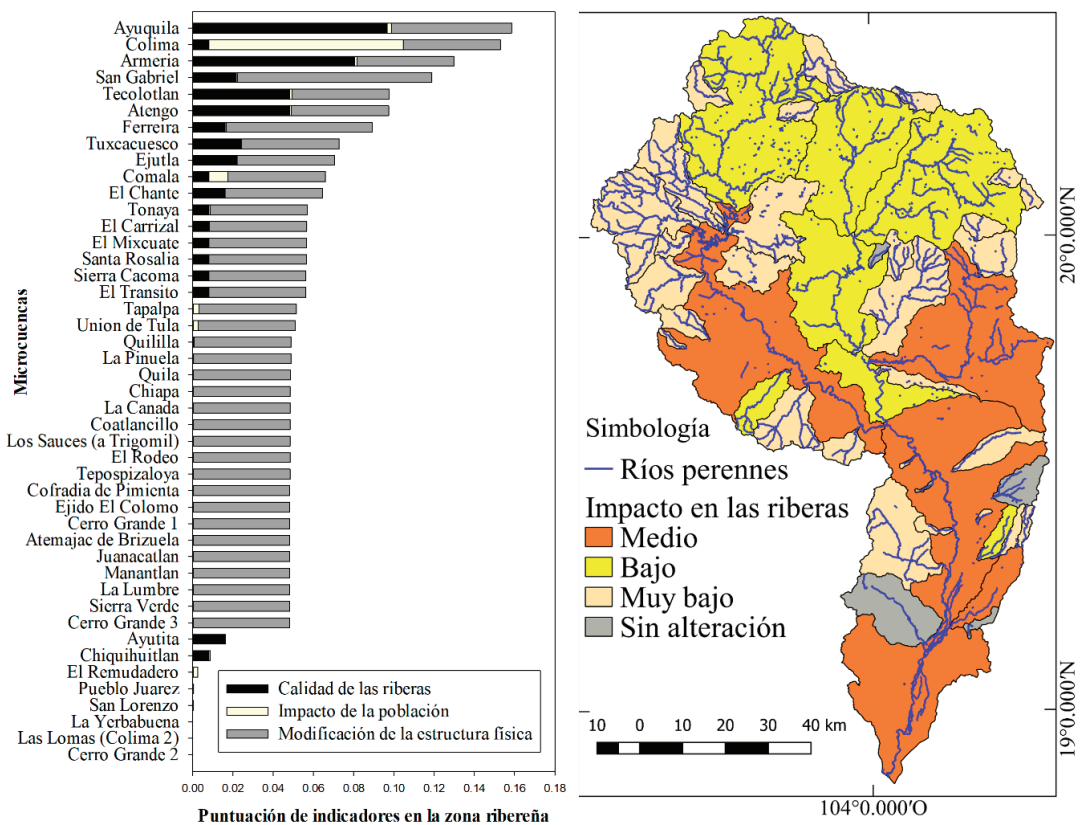 Microcuencas
Ayuquila
Colima
Armeria
San Gabriel
Tecolotlan
Atengo
Ferreira
Tuxcacuesco
Ejutla
Comala
El Chante
Tonaya
El Carrizal
El Mixcuate
Santa Rosalia
Sierra Cacoma
El Transito
Tapalpa
Union de Tula
Quililla
La Pinuela
Quila
Chiapa
La Canada
Coatlancillo
Los Sauces (a Trigomil)
El Rodeo
Tepospizaloya
Cofradia de Pimienta
Ejido El Colomo
Cerro Grande 1
Atemajac de Brizuela
Juanacatlan
Manantlan
La Lumbre
Sierra Verde
Cerro Grande 3
Ayutita
Chiquihuitlan
El Remudadero
Pueblo Juarez
San Lorenzo
La Yerbabuena
Las Lomas (Colima 2)
Cerro Grande 2
Calidad de las riberas
Impacto de la población
Modificación de la estructura física
0.00 0.02 0.04 0.06 0.08 0.10 0.12 0.14 0.16 0.18
Puntuación de indicadores en la zona ribereña
Simbología
Ríos perennes
Impacto en las riberas
Medio
Bajo
Muy bajo
Sin alteración
10 0 10 20 30 40 km
20°0.000'N
19°0.000'N
104°0.000'O